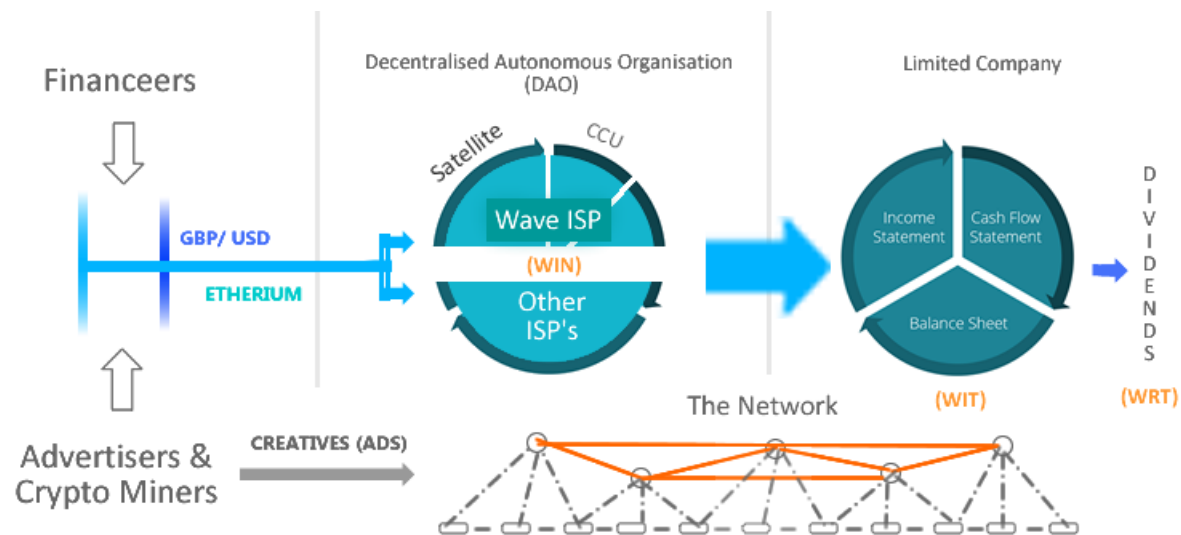 Financeers
Decentralised Autonomous Organisation
(DAO)
Limited Company
Satellite
CCU
Wave ISP
(WIN)
Other
ISP's
GBP/ USD
ETHERIUM
Income
Statement
Cash Flow
Statement
Balance Sheet
(WIT)
DIVIDENDS
(WRT)
The Network
Advertisers &
Crypto Miners
CREATIVES (ADS)